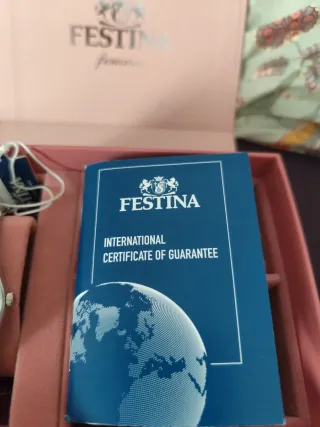 FESTINA
FESTINA
INTERNATIONAL
CERTIFICATE OF GUARANTEE